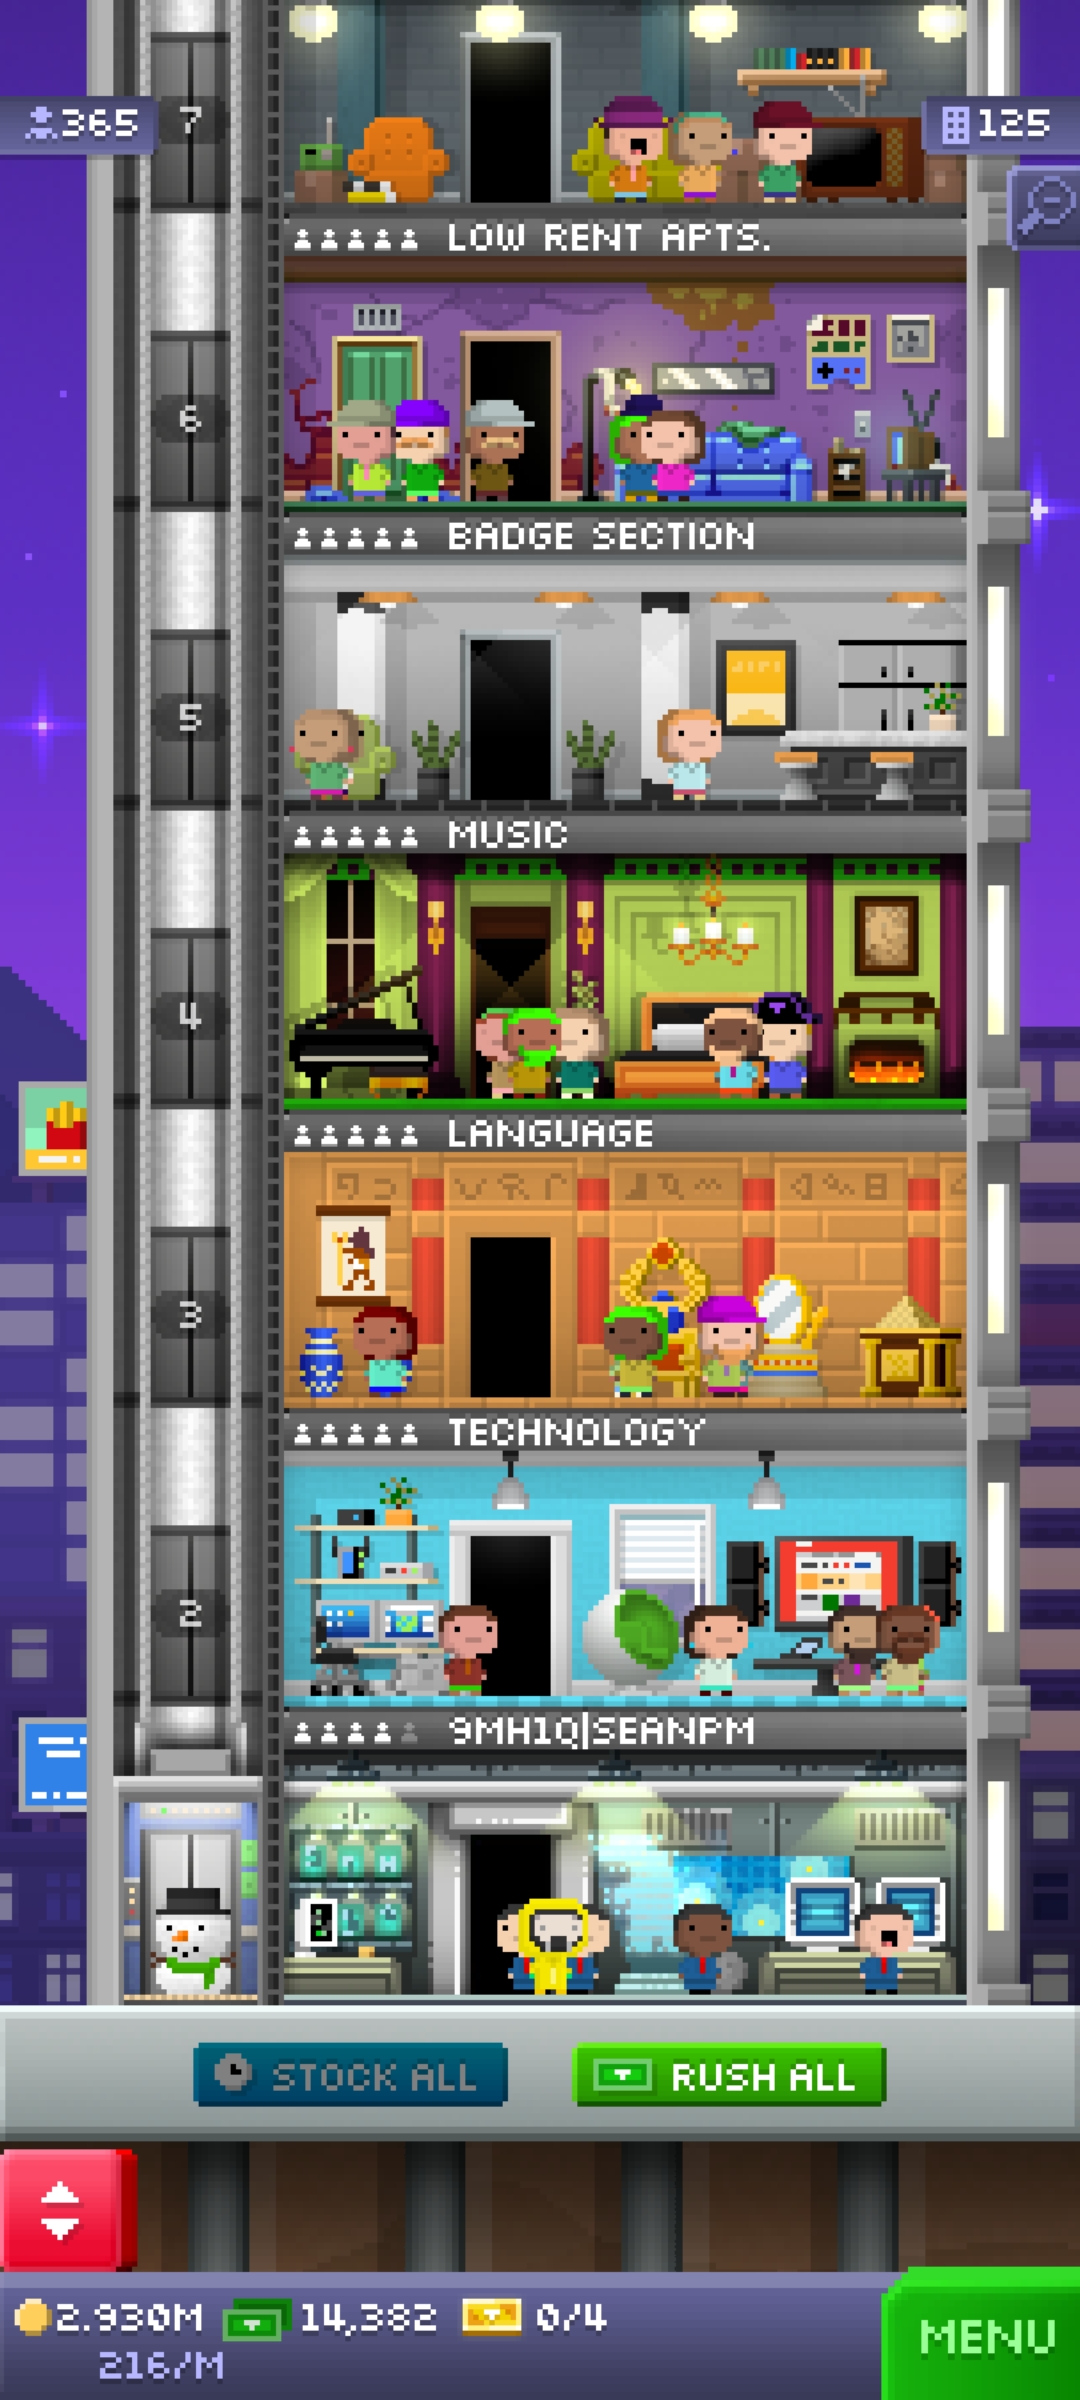 365
7
125
LOW RENT APTS.
6
BADGE SECTION
5
MUSIC
4
LANGUAGE
3
TECHNOLOGY
2
9MH1Q|SEANPM
STOCK ALL
RUSH ALL
2.930M
14,382
0/4
216/M
MENU